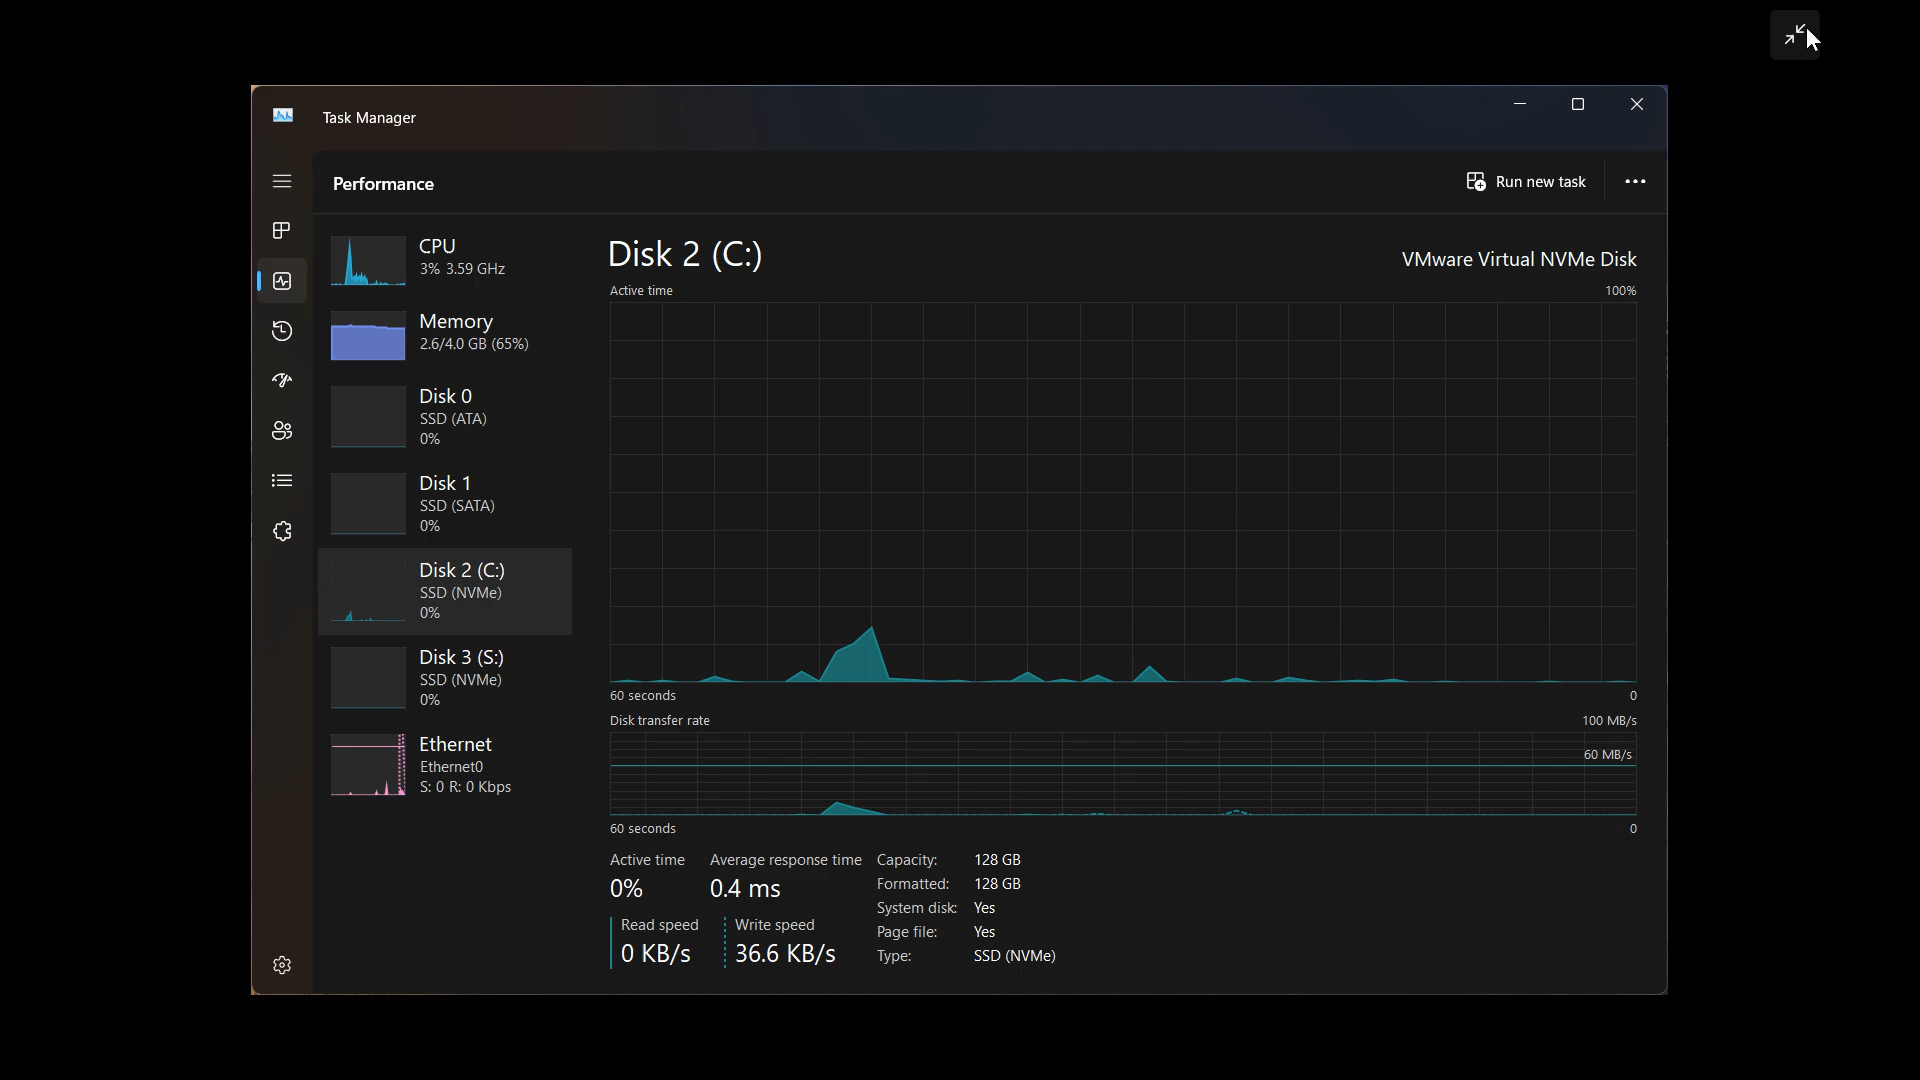 Task Manager
Performance
Run new task
CPU
3% 3.59 GHz
Memory
2.6/4.0 GB (65%)
Disk 0
SSD (ATA)
0%
Disk 1
SSD (SATA)
0%
Disk 2 (C:)
SSD (NVMe)
0%
Disk 3 (S:)
SSD (NVMe)
0%
Ethernet
Ethernet0
S: 0 R: 0 Kbps
Disk 2 (C:)
VMware Virtual NVMe Disk
Active time 100%
60 seconds 0
Disk transfer rate 100 MB/s
60 MB/s
60 seconds 0
Active time
0%
Average response time
0.4 ms
Read speed
0 KB/s
Write speed
36.6 KB/s
Capacity: 128 GB
Formatted: 128 GB
System disk: Yes
Page file: Yes
Type: SSD (NVMe)